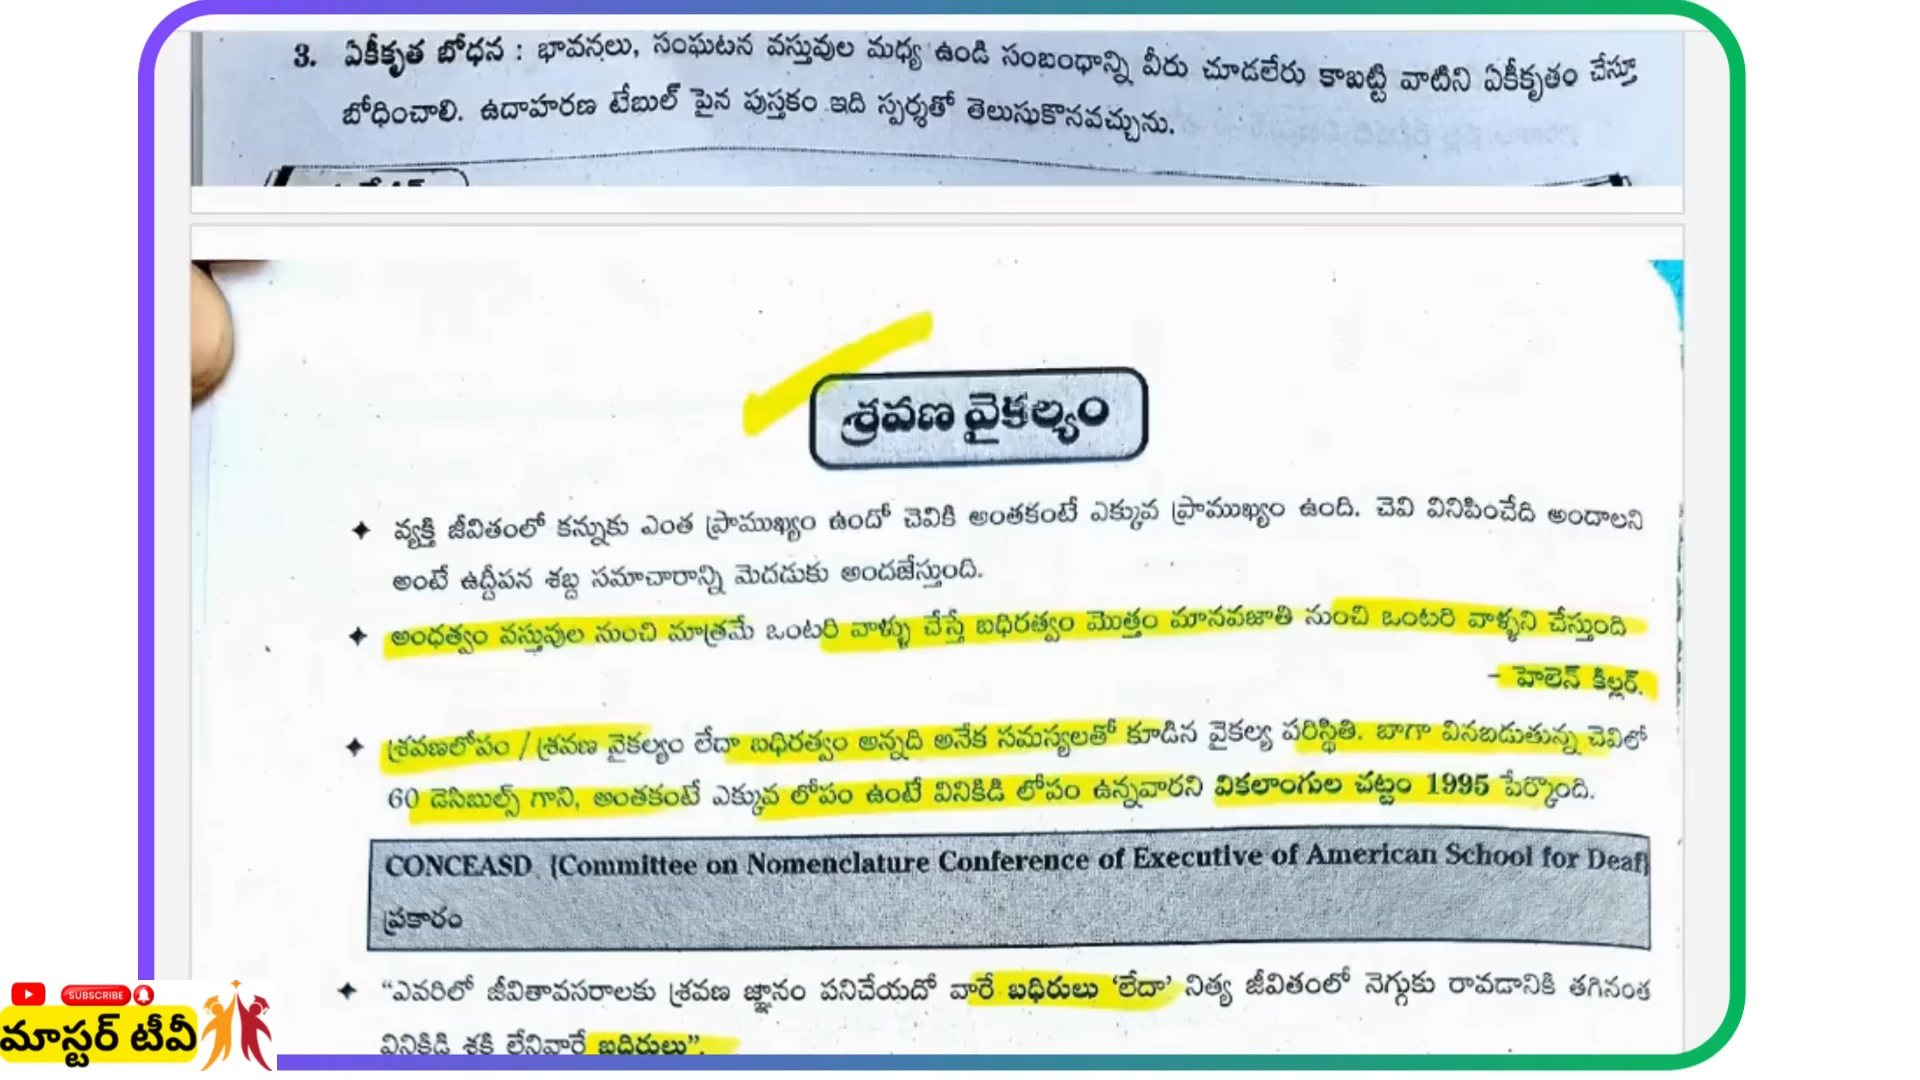 3. ఏకీకృత బోధన : భావనలు, సంఘటన వస్తువుల మధ్య ఉండి సంబంధాన్ని వీరు చూడలేరు కాబట్టి వాటిని ఏకీకృతం చేస్తూ
బోధించాలి. ఉదాహరణ టేబుల్ పైన పుస్తకం ఇది స్పర్శతో తెలుసుకొనవచ్చును.
శ్రవణ వైకల్యం
✦ వ్యక్తి జీవితంలో కన్నుకు ఎంత ప్రాముఖ్యం ఉందో చెవికి అంతకంటే ఎక్కువ ప్రాముఖ్యం ఉంది. చెవి వినిపించేది అందాలని
అంటే ఉద్దీపన శబ్ద సమాచారాన్ని మెదడుకు అందజేస్తుంది.
✦ అంధత్వం వస్తువుల నుంచి మాత్రమే ఒంటరి వాళ్ళు చేస్తే బధిరత్వం మొత్తం మానవజాతి నుంచి ఒంటరి వాళ్ళని చేస్తుంది
– హెలెన్ కిల్లర్.
✦ శ్రవణలోపం / శ్రవణ వైకల్యం లేదా బధిరత్వం అన్నది అనేక సమస్యలతో కూడిన వైకల్య పరిస్థితి. బాగా వినబడుతున్న చెవిలో
60 డెసిబుల్స్ గాని, అంతకంటే ఎక్కువ లోపం ఉంటే వినికిడి లోపం ఉన్నవారని వికలాంగుల చట్టం 1995 పేర్కొంది.
CONCEASD {Committee on Nomenclature Conference of Executive of American School for Deaf}
ప్రకారం
✦ “ఎవరిలో జీవితావసరాలకు శ్రవణ జ్ఞానం పనిచేయదో వారే బధిరులు ‘లేదా’ నిత్య జీవితంలో నెగ్గుకు రావడానికి తగినంత
వినికిడి శక్తి లేనివారే బధిరులు”.
SUBSCRIBE
మాస్టర్ టీవీ